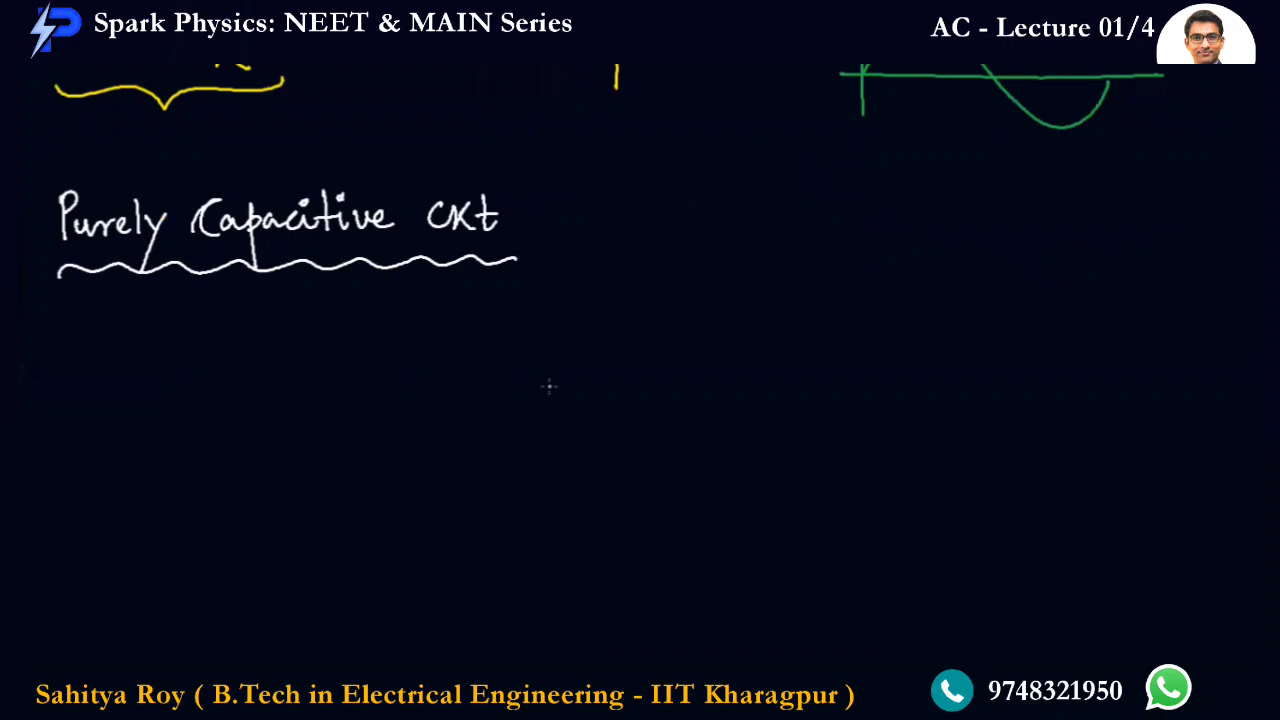 Spark Physics: NEET & MAIN Series
AC - Lecture 01/4
Purely Capacitive CKt
Sahitya Roy ( B.Tech in Electrical Engineering - IIT Kharagpur )
9748321950